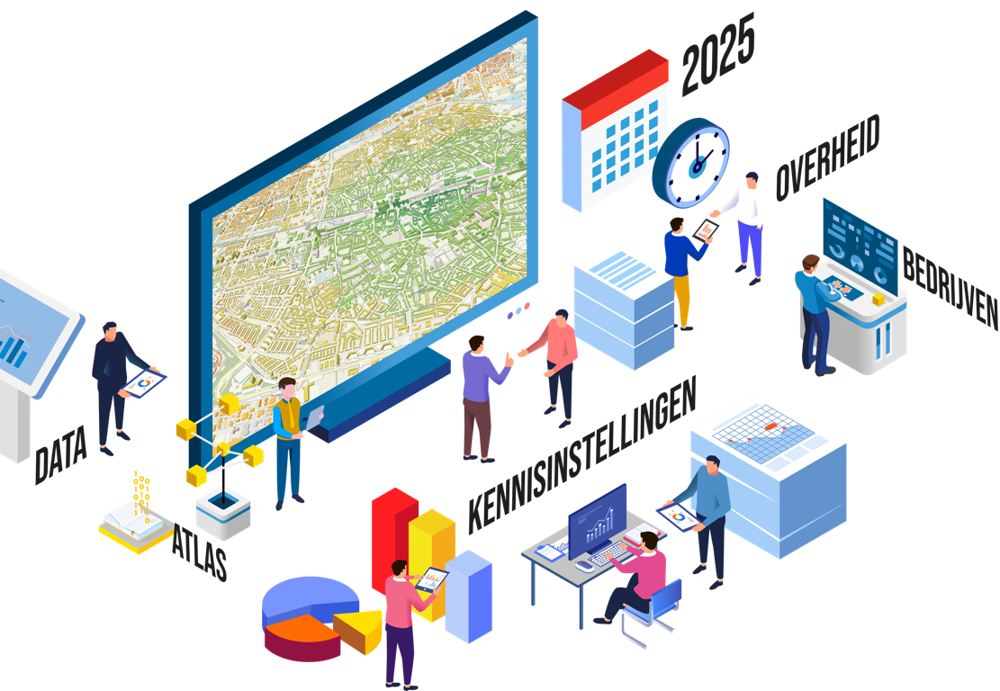 2025
OVERHEID
BEDRIJVEN
KENNISINSTELLINGEN
DATA
ATLAS